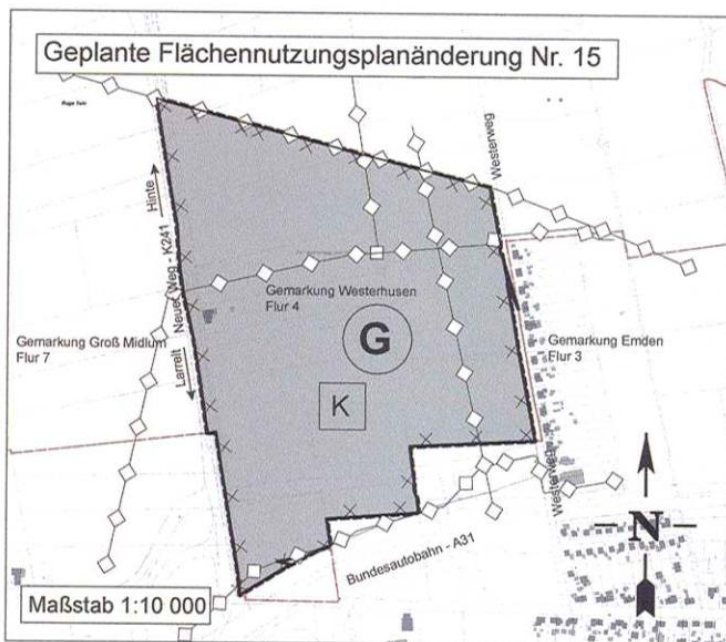 Geplante Flächennutzungsplanänderung Nr. 15
Westerweg
Hinte
Neuer Weg - K241
Larrelt
Gemarkung Westerhusen
Flur 4
Gemarkung Groß Midlum
Flur 7
Gemarkung Emden
Flur 3
G
K
Westerweg
Bundesautobahn - A31
N
Maßstab 1:10 000